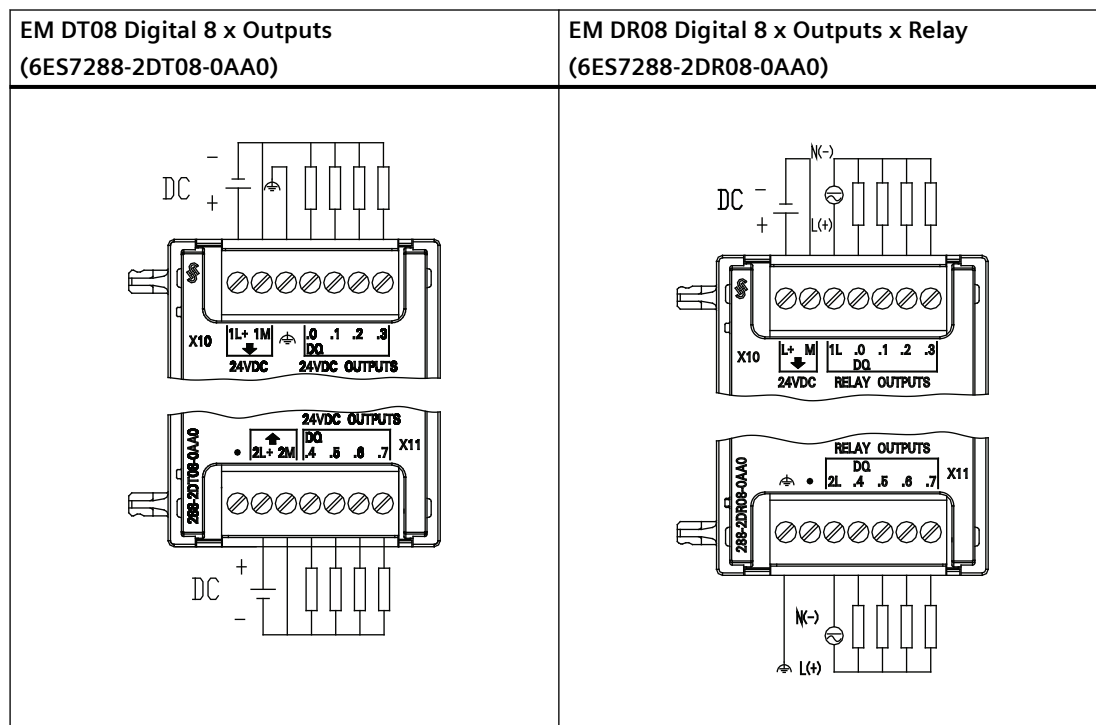 EM DT08 Digital 8 x Outputs
(6ES7288-2DT08-0AA0)
EM DR08 Digital 8 x Outputs x Relay
(6ES7288-2DR08-0AA0)
-
DC
+
X10
1L+ 1M
.0 .1 .2 .3
DQ
24VDC
24VDC OUTPUTS
24VDC OUTPUTS
DQ
2L+ 2M
.4 .5 .6 .7
X11
288-2DT08-0AA0
+
DC
-
N(-)
-
DC
+
L(+)
X10
L+ M
1L .0 .1 .2 .3
DQ
24VDC
RELAY OUTPUTS
RELAY OUTPUTS
DQ
2L .4 .5 .6 .7
X11
288-2DR08-0AA0
N(-)
L(+)